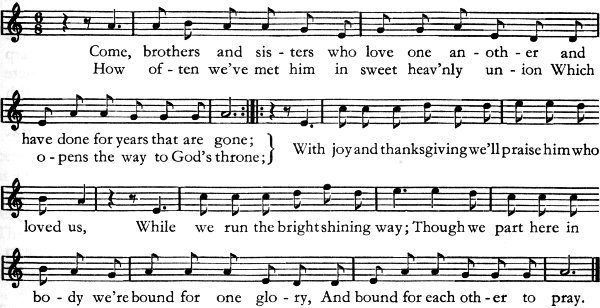 6
8
Come, brothers and sis - ters who love one an - oth - er and
How of - ten we've met him in sweet heav'nly un - ion Which
have done for years that are gone;
o - pens the way to God's throne;
With joy and thanksgiving we'll praise him who
loved us, While we run the bright shining way; Though we part here in
bo - dy we're bound for one glo - ry, And bound for each oth - er to pray.